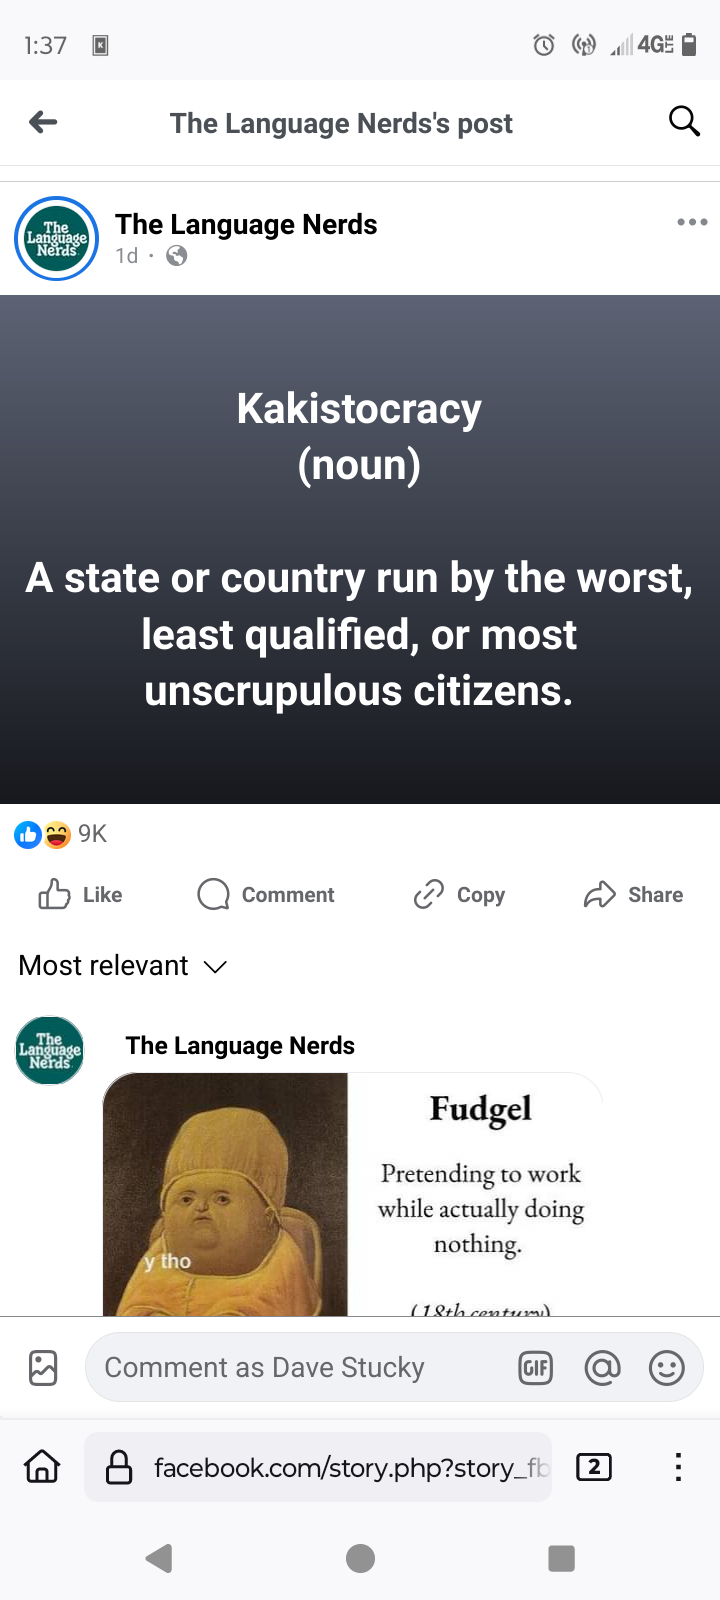 1:37
4G LTE
The Language Nerds's post
The
Language
Nerds
The Language Nerds
1d ·
Kakistocracy
(noun)
A state or country run by the worst,
least qualified, or most
unscrupulous citizens.
9K
Like
Comment
Copy
Share
Most relevant
The
Language
Nerds
The Language Nerds
y tho
Fudgel
Pretending to work
while actually doing
nothing.
(18th century)
Comment as Dave Stucky
GIF
facebook.com/story.php?story_fb
2